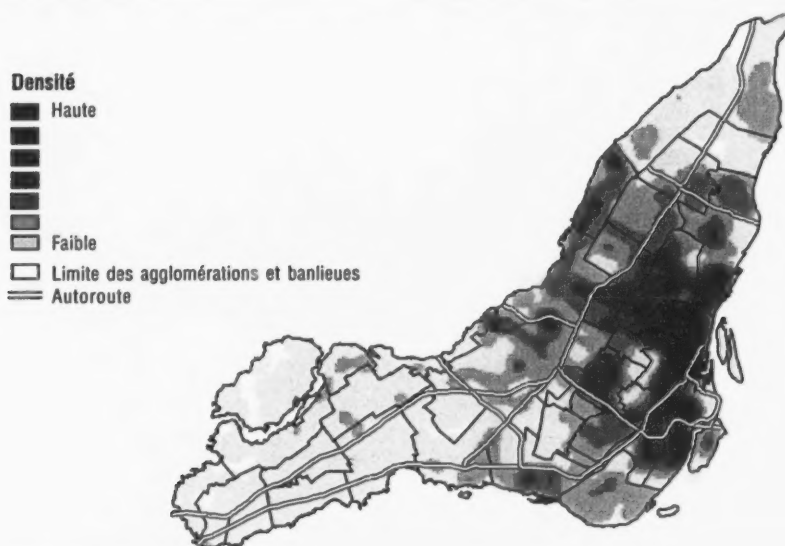 Densité
Haute
Faible
Limite des agglomérations et banlieues
Autoroute